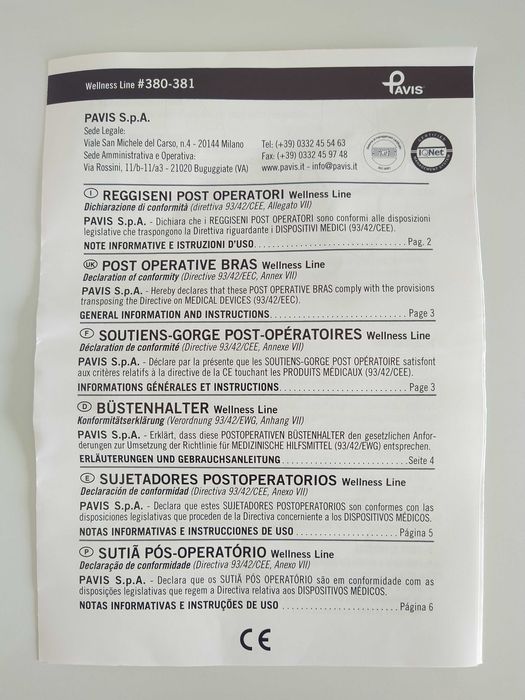 Wellness Line #380-381
PAVIS
PAVIS S.p.A.
Sede Legale:
Viale San Michele del Carso, n.4 - 20144 Milano
Sede Amministrativa e Operativa:
Via Rossini, 11/b-11/a3 - 21020 Buguggiate (VA)
Tel: (+39) 0332 45 54 63
Fax: (+39) 0332 45 97 48
www.pavis.it - info@pavis.it
CERTIFIED
IQNet
MANAGEMENT SYSTEM
I REGGISENI POST OPERATORI Wellness Line
Dichiarazione di conformità (direttiva 93/42/CEE, Allegato VII)
PAVIS S.p.A. - Dichiara che i REGGISENI POST OPERATORI sono conformi alle disposizioni
legislative che traspongono la Direttiva riguardante i DISPOSITIVI MEDICI (93/42/CEE).
NOTE INFORMATIVE E ISTRUZIONI D'USO........................................ Pag. 2
UK POST OPERATIVE BRAS Wellness Line
Declaration of conformity (Directive 93/42/EEC, Annex VII)
PAVIS S.p.A. - Hereby declares that these POST OPERATIVE BRAS comply with the provisions
transposing the Directive on MEDICAL DEVICES (93/42/EEC).
GENERAL INFORMATION AND INSTRUCTIONS........................... Page 3
F SOUTIENS-GORGE POST-OPÉRATOIRES Wellness Line
Déclaration de conformité (Directive 93/42/CEE, Annexe VII)
PAVIS S.p.A. - Déclare par la présente que les SOUTIENS-GORGE POST OPÉRATOIRE satisfont
aux critères relatifs à la directive de la CE touchant les PRODUITS MÉDICAUX (93/42/CEE).
INFORMATIONS GÉNÉRALES ET INSTRUCTIONS......................... Page 3
D BÜSTENHALTER Wellness Line
Konformitätserklärung (Verordnung 93/42/EWG, Anhang VII)
PAVIS S.p.A. - Erklärt, dass diese POSTOPERATIVEN BÜSTENHALTER den gesetzlichen Anfor-
derungen zur Umsetzung der Richtlinie für MEDIZINISCHE HILFSMITTEL (93/42/EWG) entsprechen.
ERLÄUTERUNGEN UND GEBRAUCHSANLEITUNG.........................Seite 4
E SUJETADORES POSTOPERATORIOS Wellness Line
Declaración de conformidad (Directiva 93/42/CEE, Anexo VII)
PAVIS S.p.A. - Declara que estes SUJETADORES POSTOPERATORIOS son conformes con las
disposiciones legislativas que proceden de la Directiva concerniente a los DISPOSITIVOS MÉDICOS.
NOTAS INFORMATIVAS E INSTRUCCIONES DE USO...................... Página 5
P SUTIÃ PÓS-OPERATÓRIO Wellness Line
Declaração de conformidade (Directiva 93/42/CEE, Anexo VII)
PAVIS S.p.A. - Declara que os SUTIÃ PÓS OPERATÓRIO são em conformidade com as
disposições legislativas que regem a Directiva relativa aos DISPOSITIVOS MÉDICOS.
NOTAS INFORMATIVAS E INSTRUÇÕES DE USO ........................ Página 6
CE